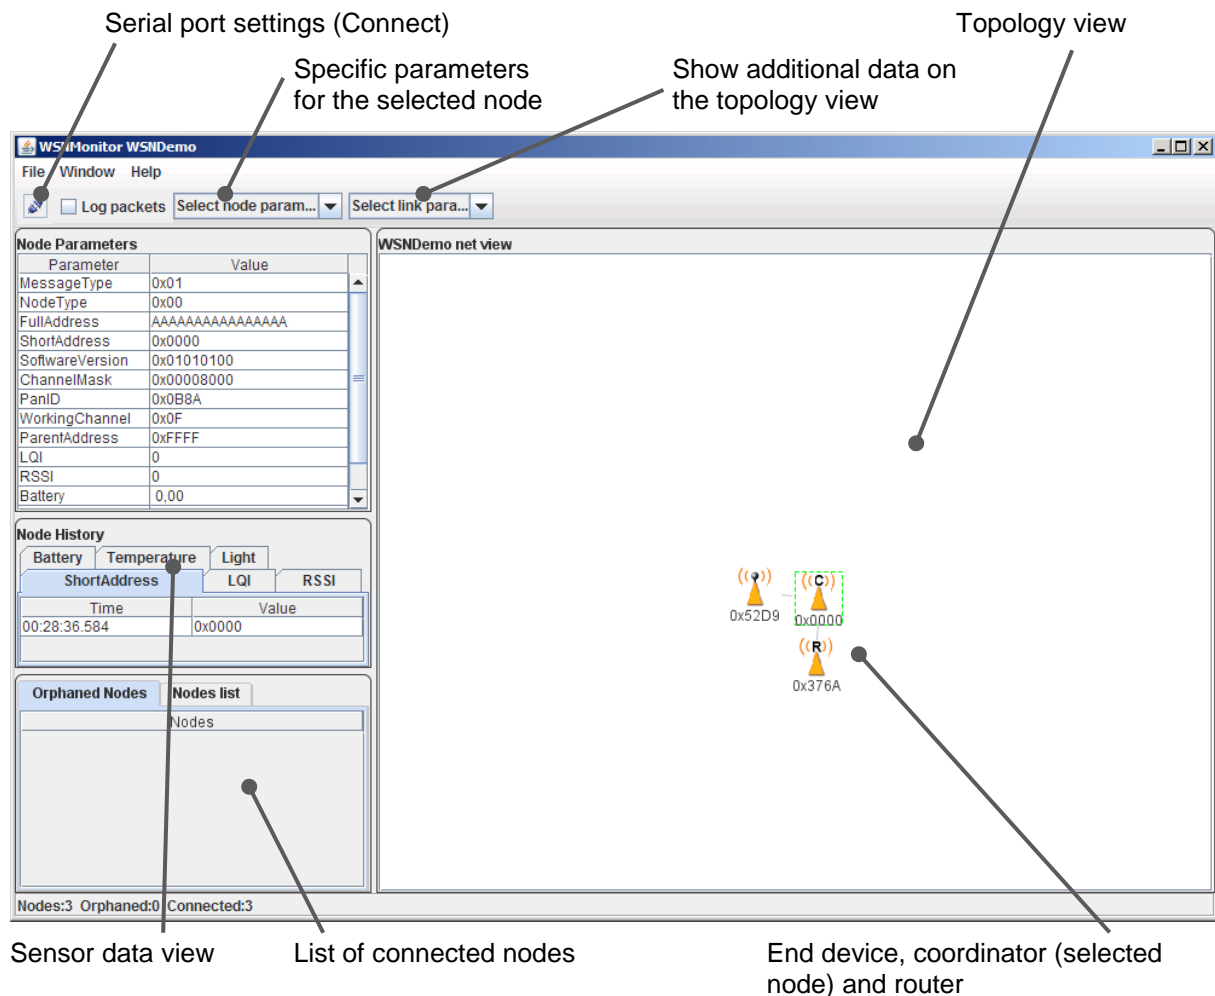 Serial port settings (Connect)
Topology view
Specific parameters
for the selected node
Show additional data on
the topology view
WSNMonitor WSNDemo
File Window Help
Log packets Select node param... Select link para...
Node Parameters
Parameter Value
MessageType 0x01
NodeType 0x00
FullAddress AAAAAAAAAAAAAAAA
ShortAddress 0x0000
SoftwareVersion 0x01010100
ChannelMask 0x00008000
PanID 0x0B8A
WorkingChannel 0x0F
ParentAddress 0xFFFF
LQI 0
RSSI 0
Battery 0,00
Node History
Battery Temperature Light
ShortAddress LQI RSSI
Time Value
00:28:36.584 0x0000
Orphaned Nodes Nodes list
Nodes
Nodes:3 Orphaned:0 Connected:3
WSNDemo net view
C
0x52D9 0x0000
R
0x376A
Sensor data view
List of connected nodes
End device, coordinator (selected
node) and router